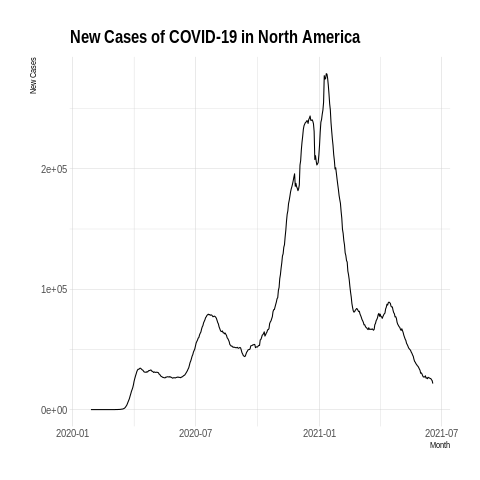 New Cases of COVID-19 in North America
New Cases
2e+05
1e+05
0e+00
2020-01 2020-07 2021-01 2021-07
Month